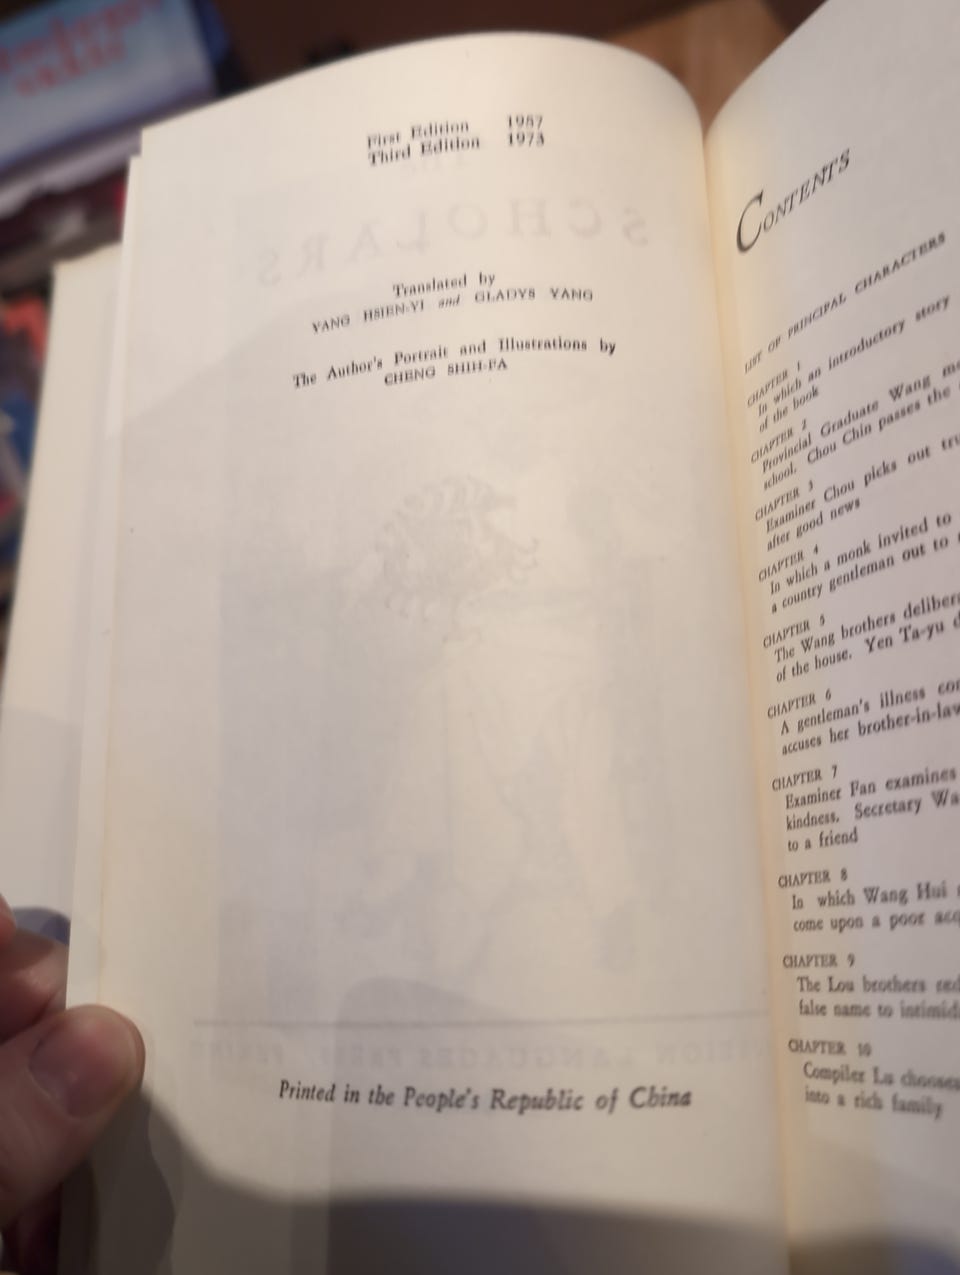 First Edition 1957
Third Edition 1973
SCHOLARS
Translated by
YANG HSIEN-YI and GLADYS YANG
The Author's Portrait and Illustrations by
CHENG SHIH-FA
LANGUAGES PRESS, PEKING
Printed in the People's Republic of China
CONTENTS
LIST OF PRINCIPAL CHARACTERS
CHAPTER 1
In which an introductory story
of the book
CHAPTER 2
Provincial Graduate Wang
school. Chou Chin passes the
CHAPTER 3
Examiner Chou picks out
after good news
CHAPTER 4
In which a monk invited to
a country gentleman out to
CHAPTER 5
The Wang brothers
of the house. Yen Ta-yu
CHAPTER 6
A gentleman's illness
accuses her brother-in-law
CHAPTER 7
Examiner Fan examines
kindness. Secretary
to a friend
CHAPTER 8
In which Wang Hui
come upon a poor
CHAPTER 9
The Lou brothers
false name to
CHAPTER 10
Compiler Lu chooses
into a rich family